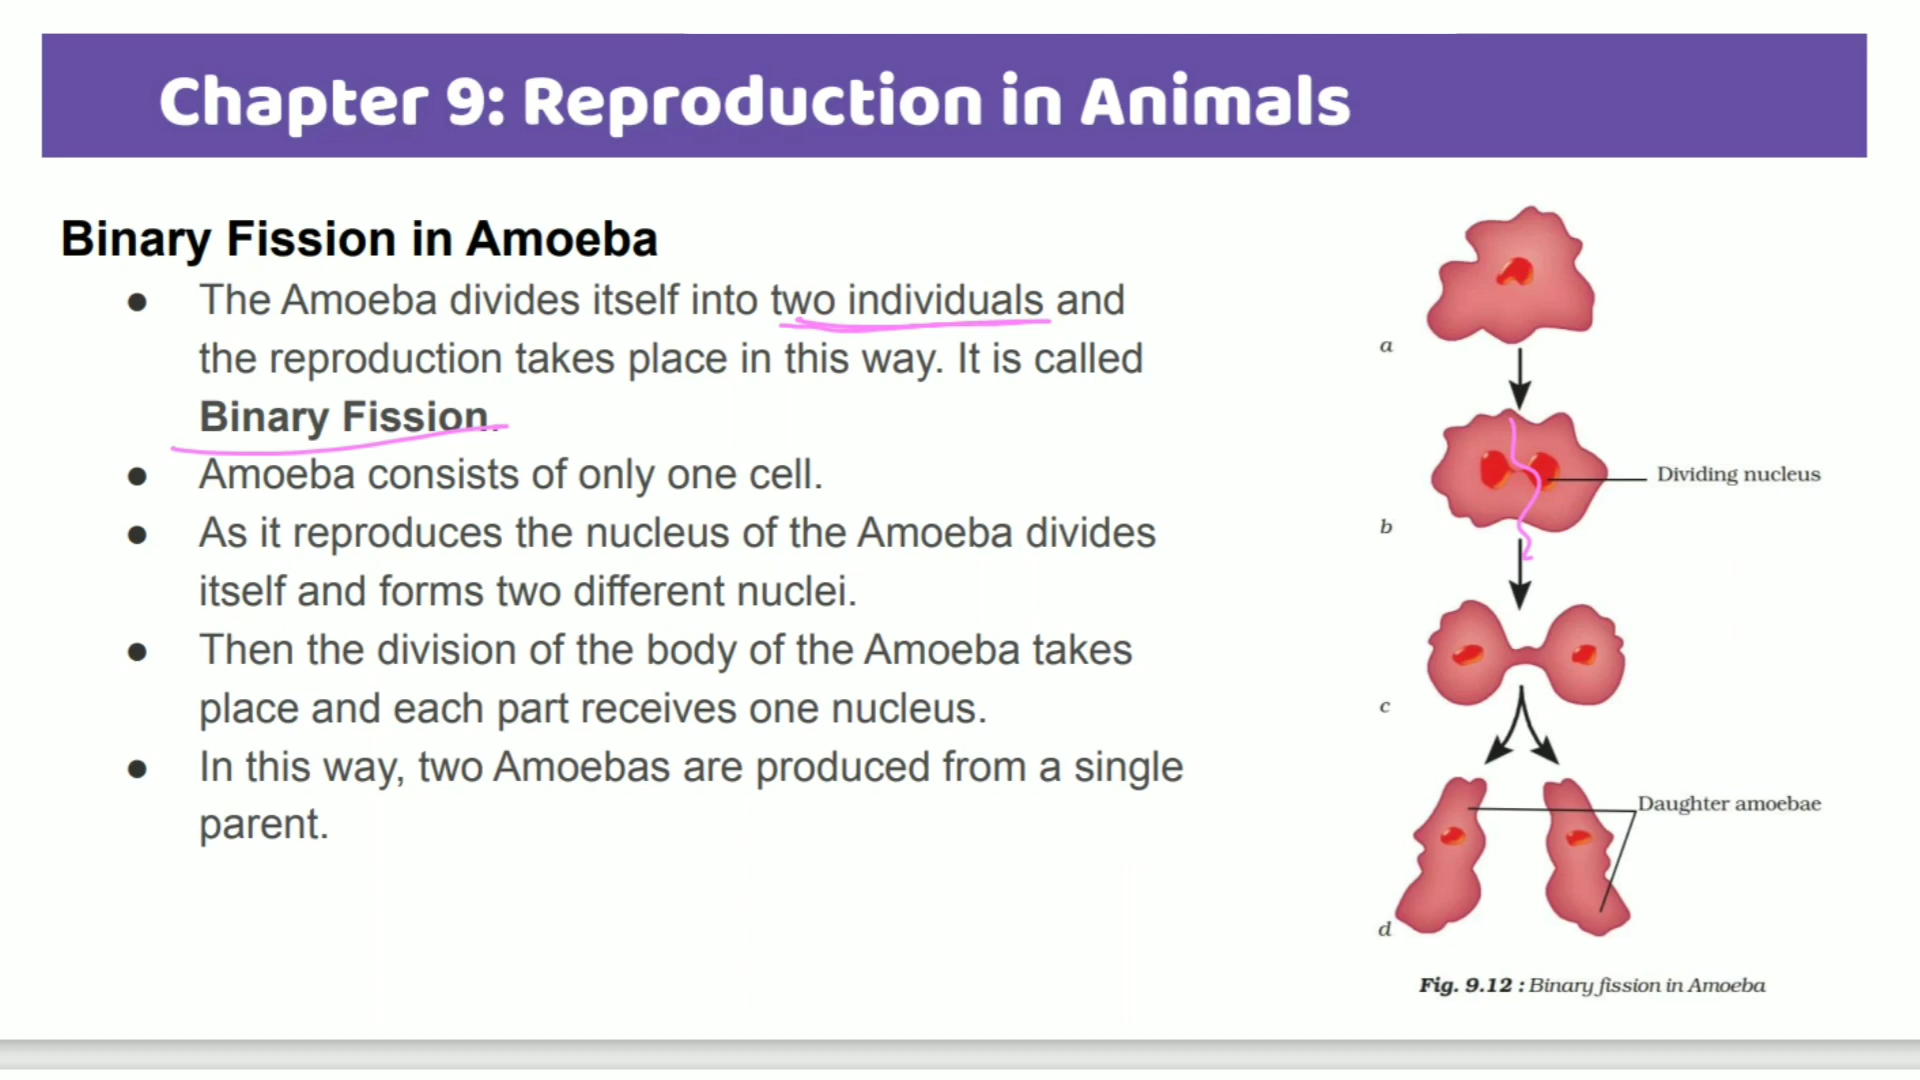 Chapter 9: Reproduction in Animals
Binary Fission in Amoeba
● The Amoeba divides itself into two individuals and
the reproduction takes place in this way. It is called
Binary Fission.
● Amoeba consists of only one cell.
● As it reproduces the nucleus of the Amoeba divides
itself and forms two different nuclei.
● Then the division of the body of the Amoeba takes
place and each part receives one nucleus.
● In this way, two Amoebas are produced from a single
parent.
a
Dividing nucleus
b
c
Daughter amoebae
d
Fig. 9.12 : Binary fission in Amoeba